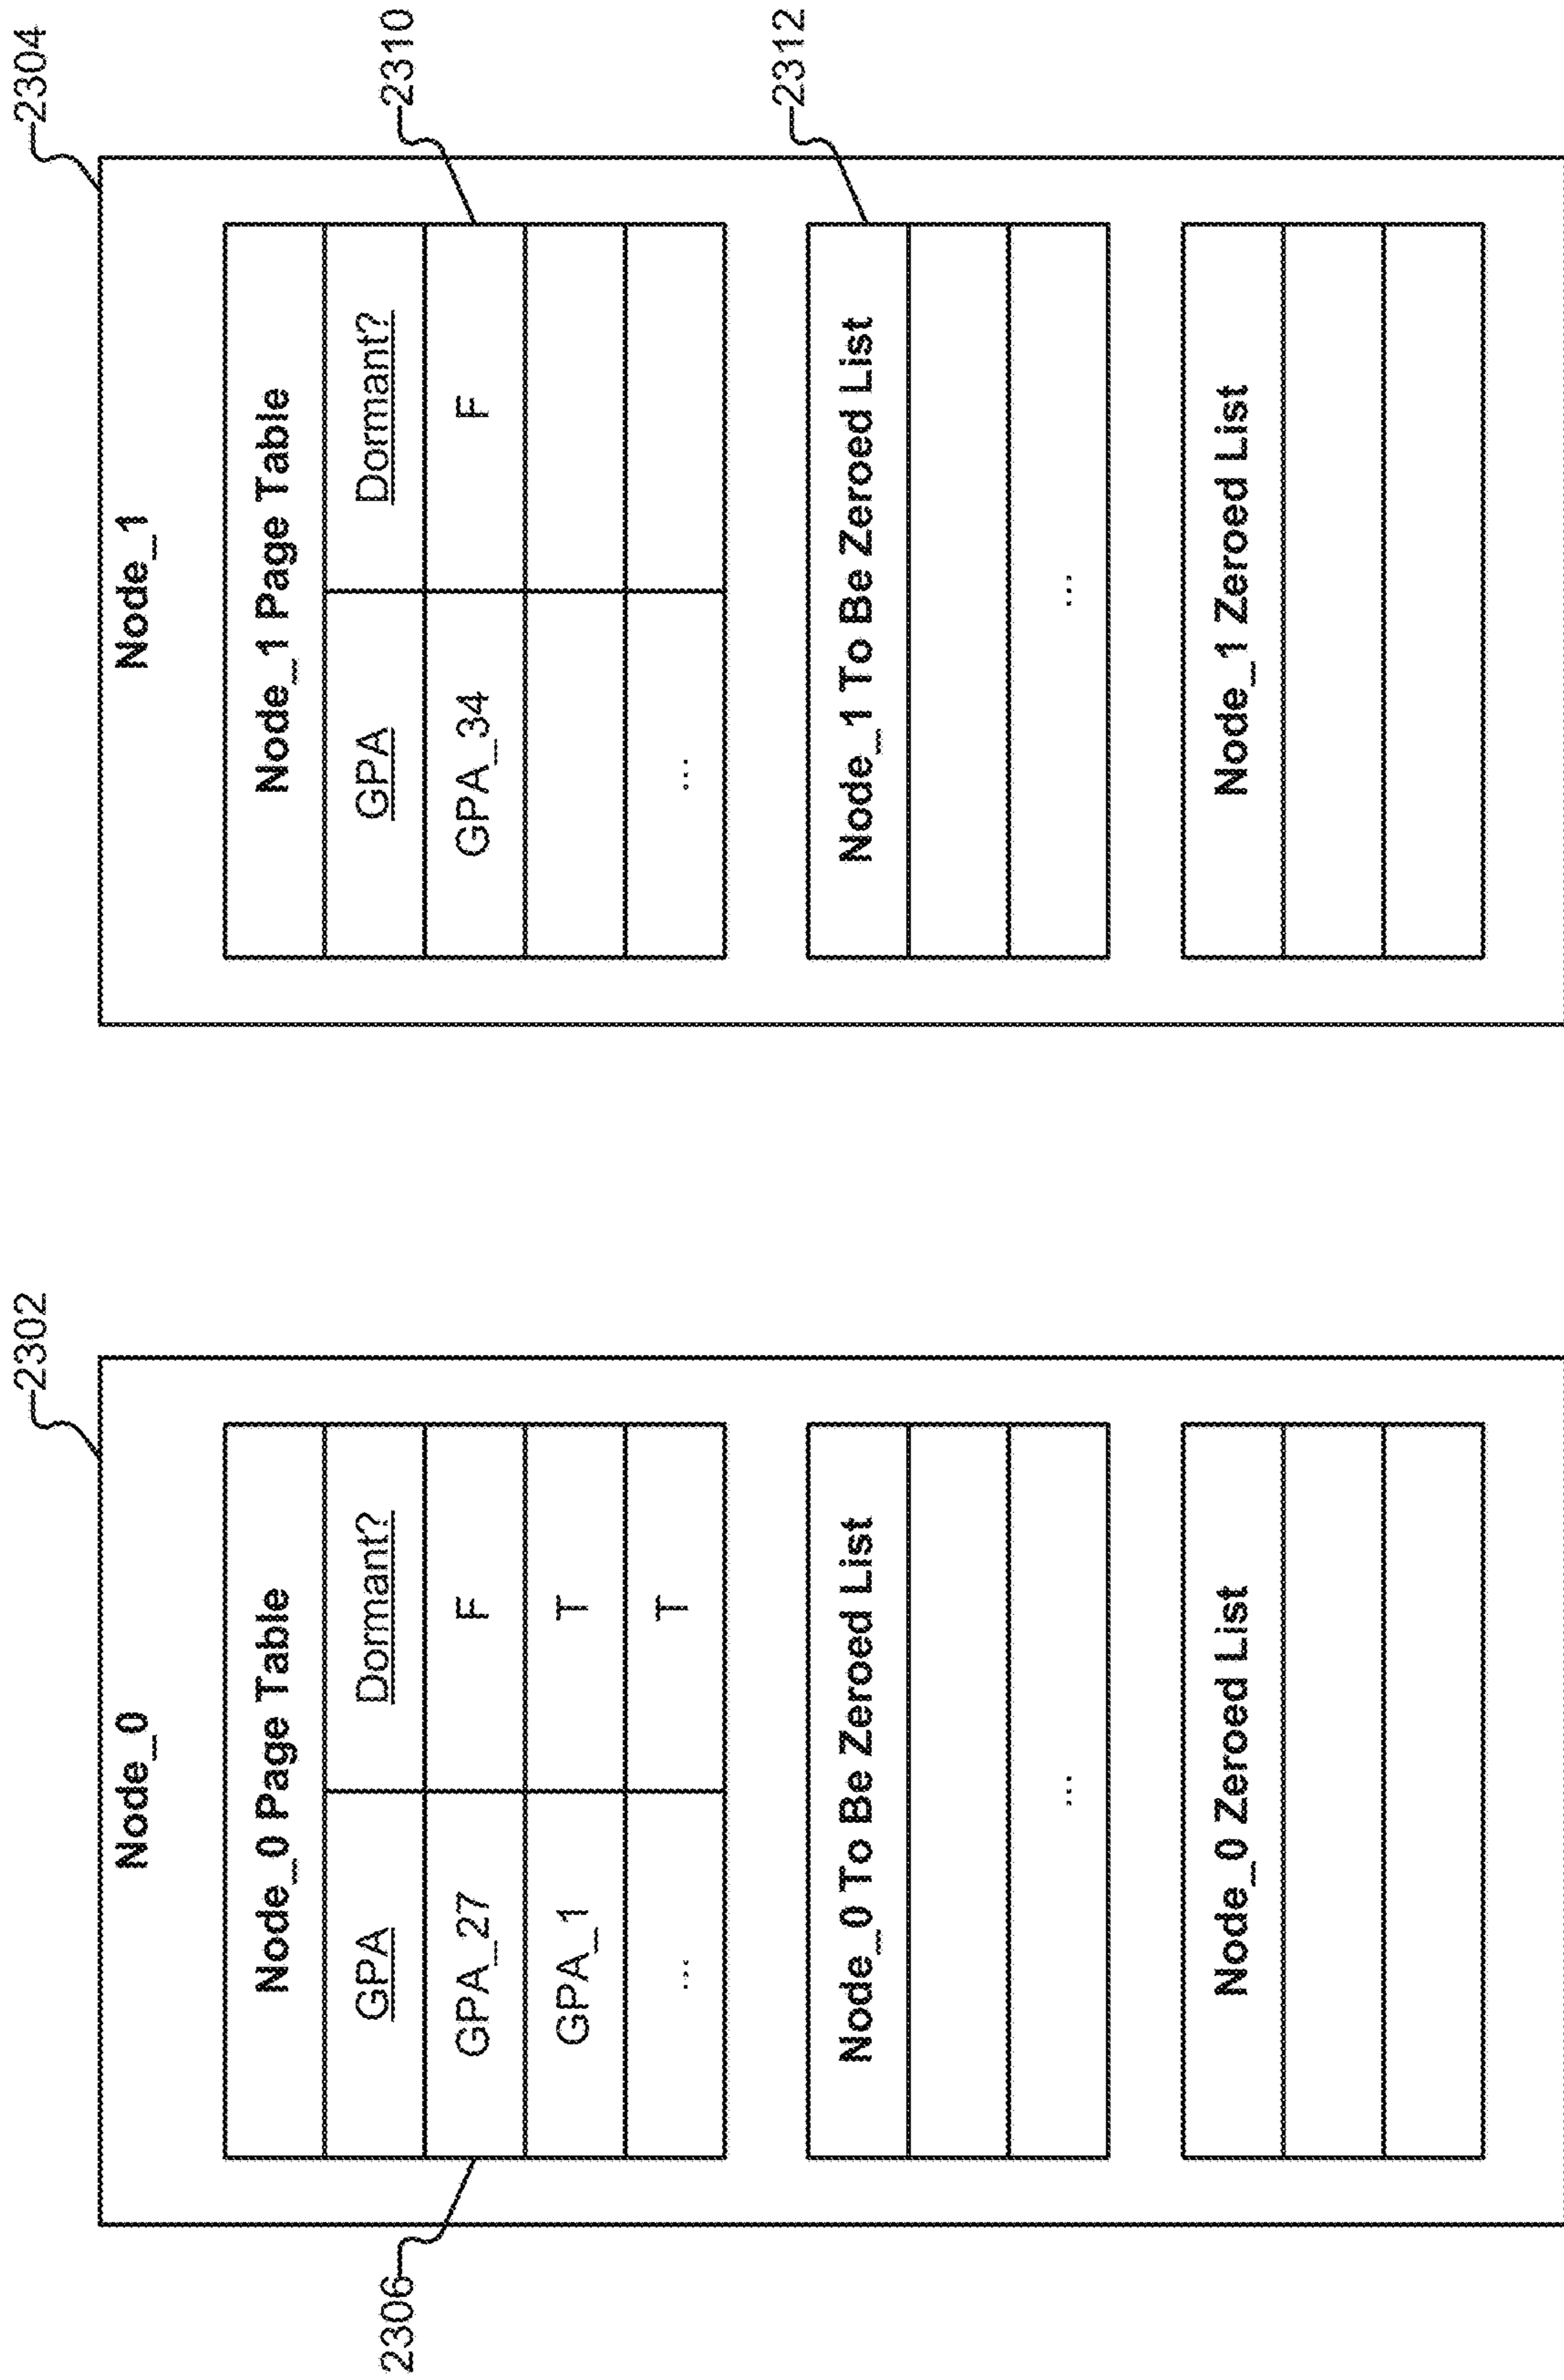 2302
Node_0
Node_0 Page Table
GPA Dormant?
2306
GPA_27 F
GPA_1 T
... T
Node_0 To Be Zeroed List
...
Node_0 Zeroed List
2304
Node_1
Node_1 Page Table
GPA Dormant?
GPA_34 F
2310
...
Node_1 To Be Zeroed List
2312
...
Node_1 Zeroed List